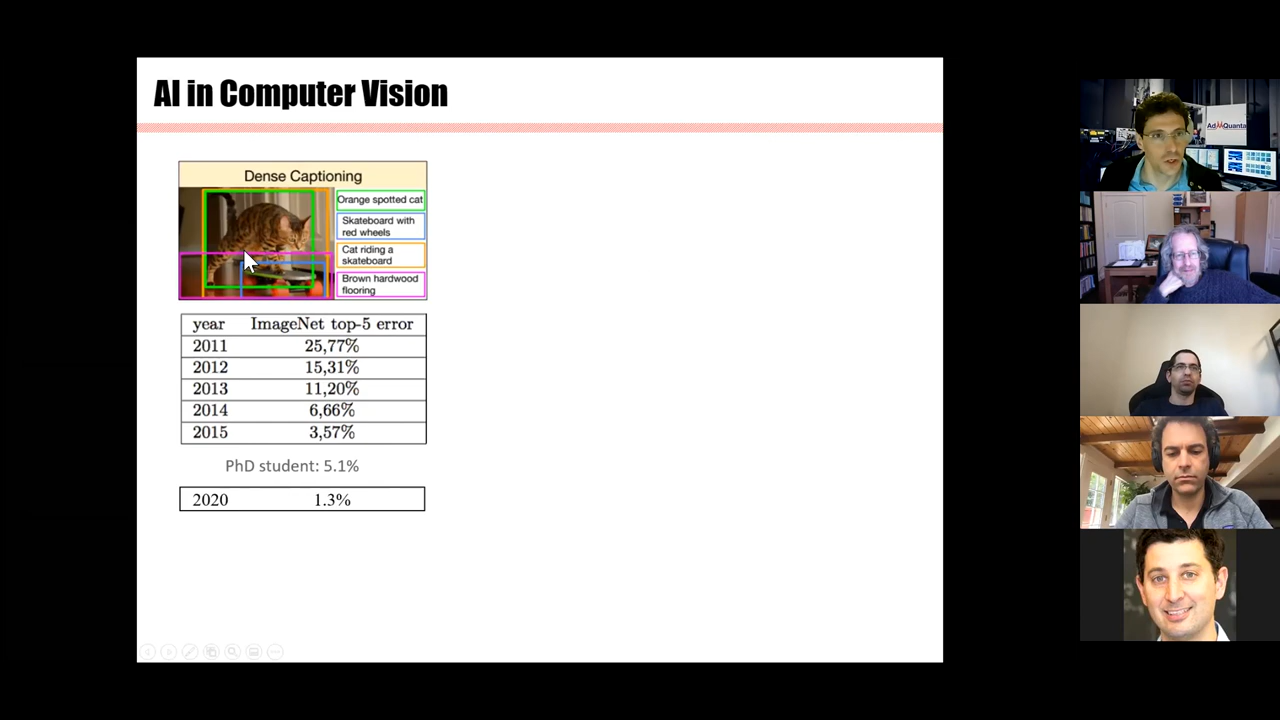 AI in Computer Vision
Dense Captioning
Orange spotted cat
Skateboard with
red wheels
Cat riding a
skateboard
Brown hardwood
flooring
year ImageNet top-5 error
2011 25,77%
2012 15,31%
2013 11,20%
2014 6,66%
2015 3,57%
PhD student: 5.1%
2020 1.3%
AdMQuanta